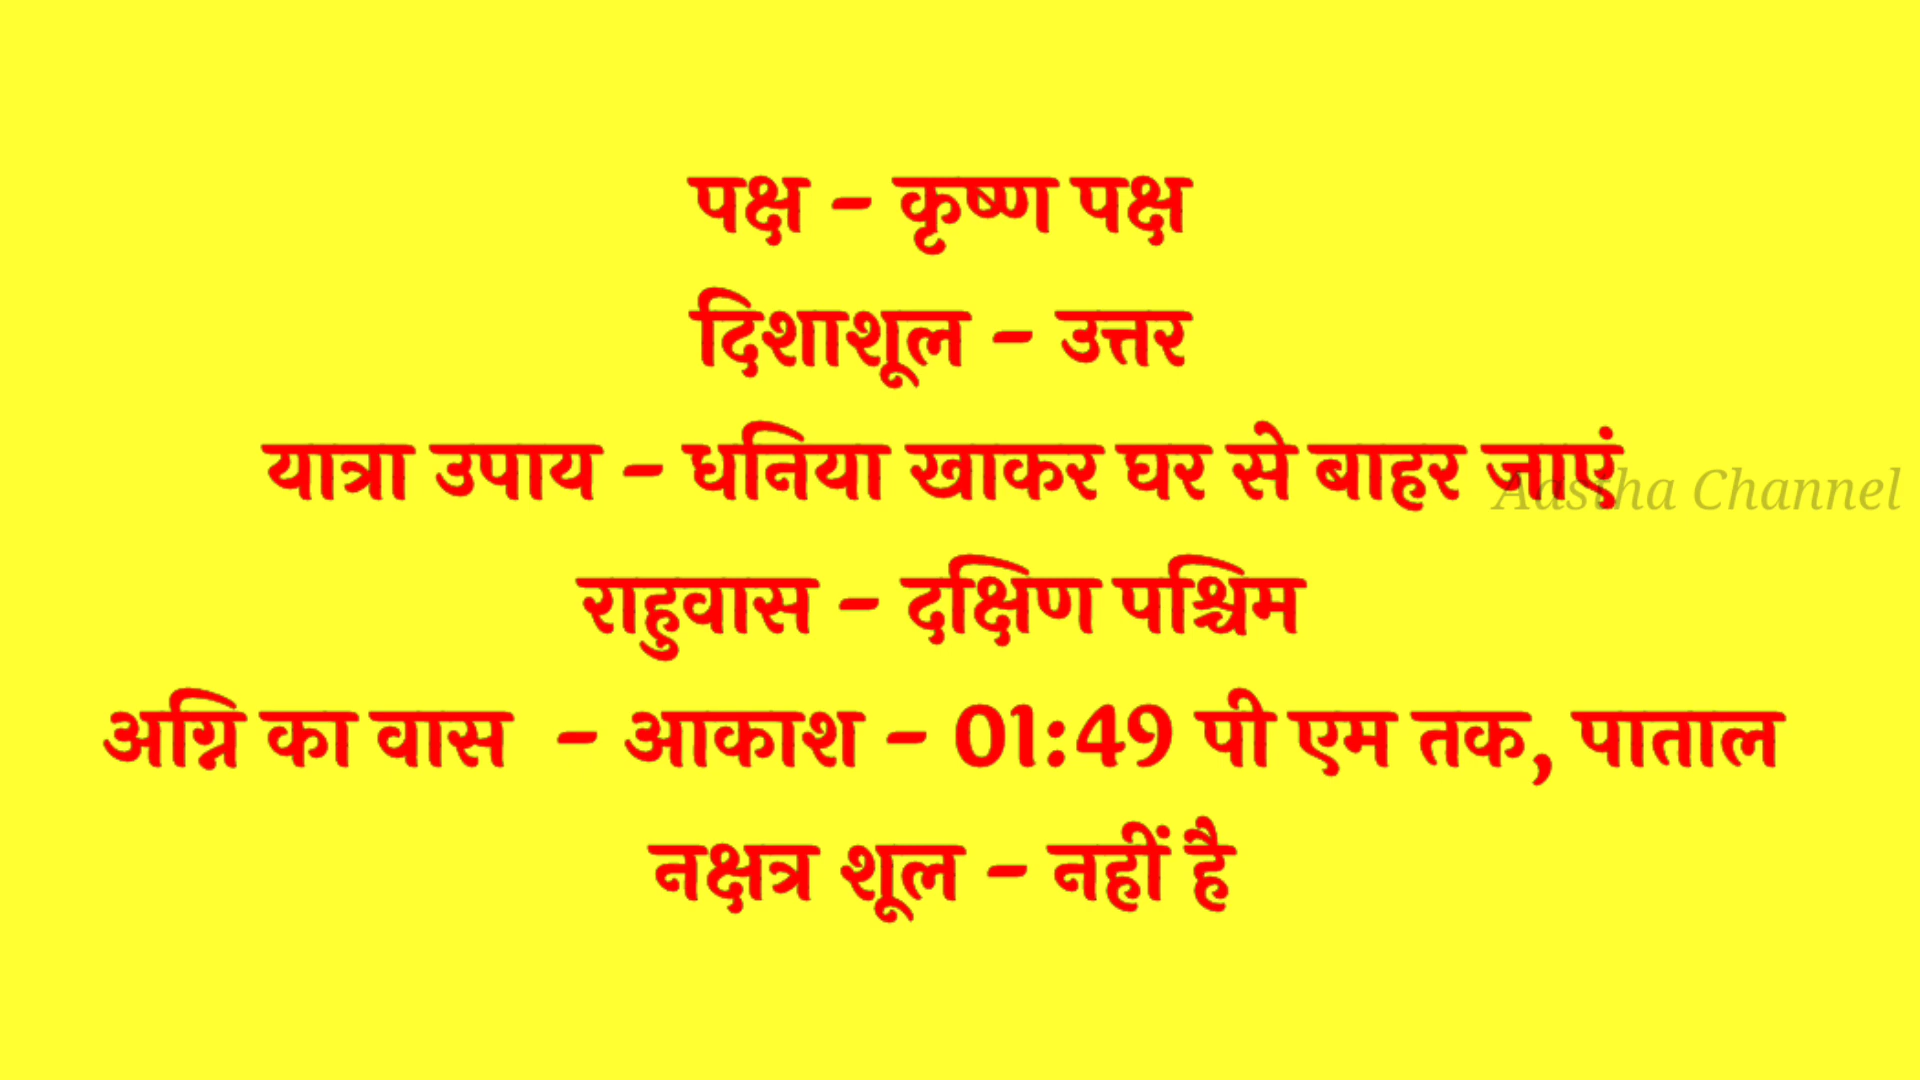 पक्ष - कृष्ण पक्ष
दिशाशूल - उत्तर
यात्रा उपाय - धनिया खाकर घर से बाहर जाएं
Aastha Channel
राहुवास - दक्षिण पश्चिम
अग्नि का वास - आकाश - 01:49 पी एम तक, पाताल
नक्षत्र शूल - नहीं है